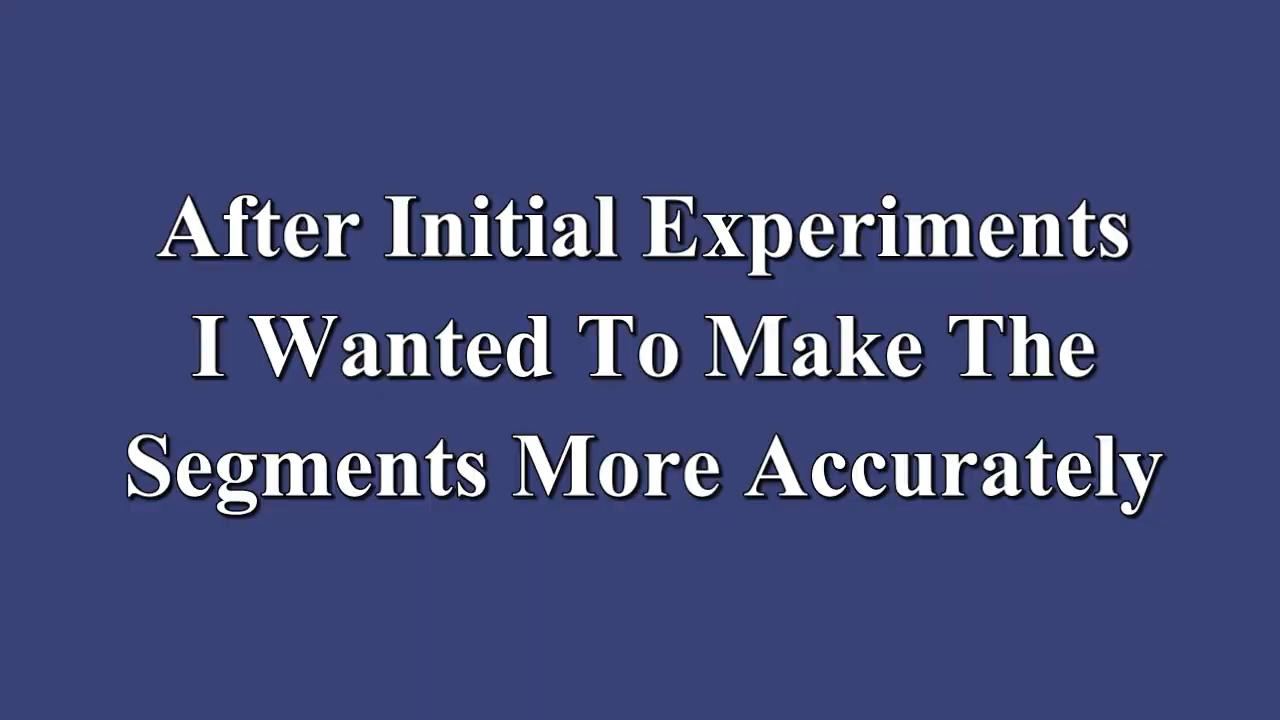 After Initial Experiments
I Wanted To Make The
Segments More Accurately